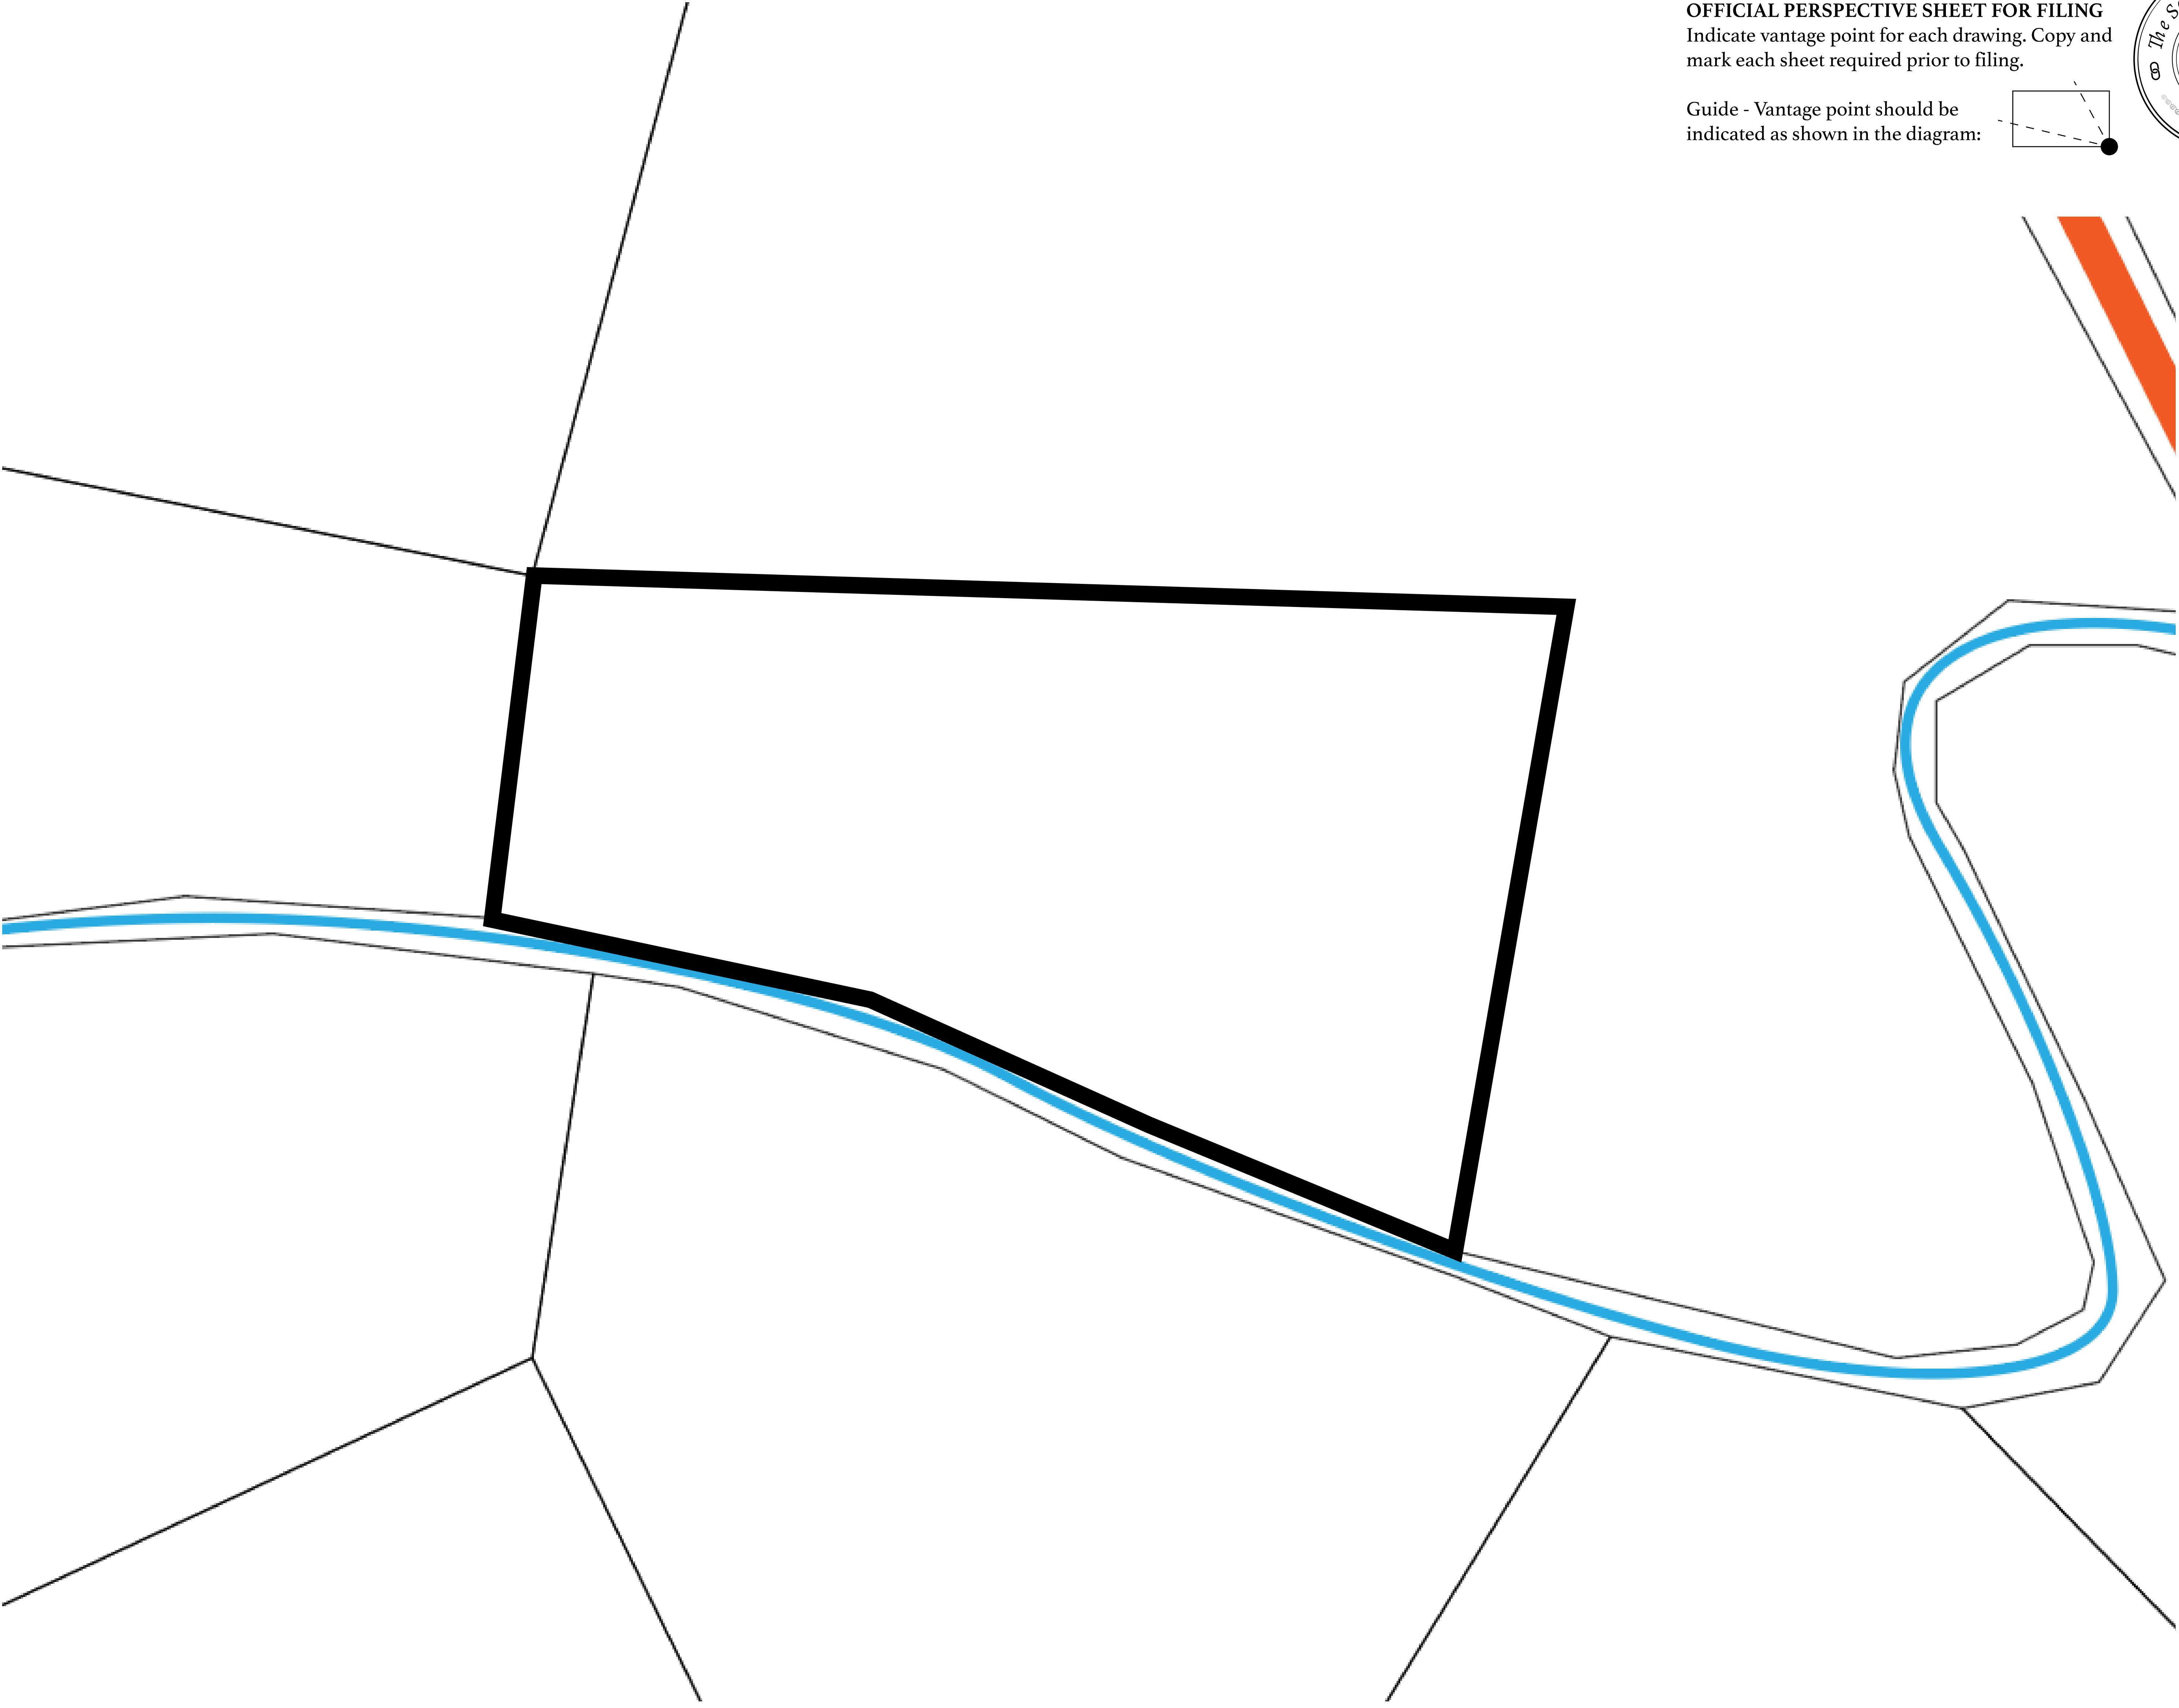 OFFICIAL PERSPECTIVE SHEET FOR FILING
Indicate vantage point for each drawing. Copy and
mark each sheet required prior to filing.
Guide - Vantage point should be
indicated as shown in the diagram:
The